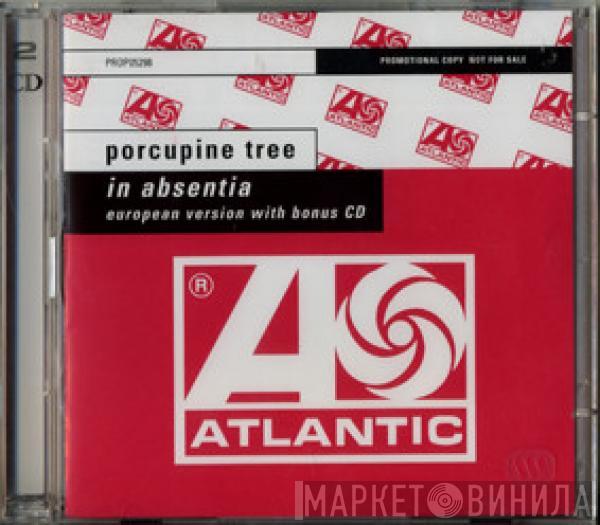 2
CD
PROP05298
PROMOTIONAL COPY NOT FOR SALE
porcupine tree
in absentia
european version with bonus CD
®
ATLANTIC
МАРКЕТ ВИНИЛА